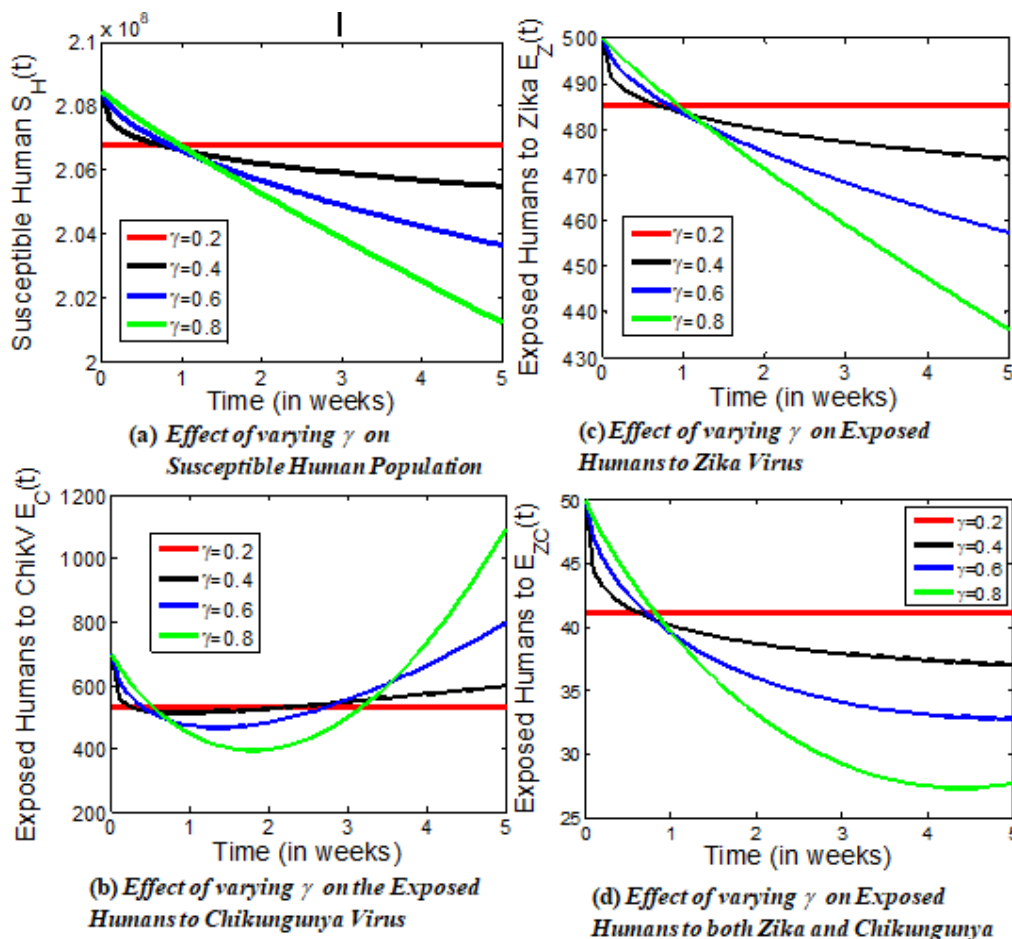 × 10⁸
2.1
2.08
2.06
2.04
2.02
2
Susceptible Human S_H(t)
γ=0.2
γ=0.4
γ=0.6
γ=0.8
0 1 2 3 4 5
Time (in weeks)
(a) Effect of varying γ on
Susceptible Human Population
500
490
480
470
460
450
440
430
Exposed Humans to Zika E_Z(t)
γ=0.2
γ=0.4
γ=0.6
γ=0.8
0 1 2 3 4 5
Time (in weeks)
(c) Effect of varying γ on Exposed
Humans to Zika Virus
1200
1000
800
600
400
200
Exposed Humans to ChikV E_C(t)
γ=0.2
γ=0.4
γ=0.6
γ=0.8
0 1 2 3 4 5
Time (in weeks)
(b) Effect of varying γ on the Exposed
Humans to Chikungunya Virus
50
45
40
35
30
25
Exposed Humans to E_ZC(t)
γ=0.2
γ=0.4
γ=0.6
γ=0.8
0 1 2 3 4 5
Time (in weeks)
(d) Effect of varying γ on Exposed
Humans to both Zika and Chikungunya